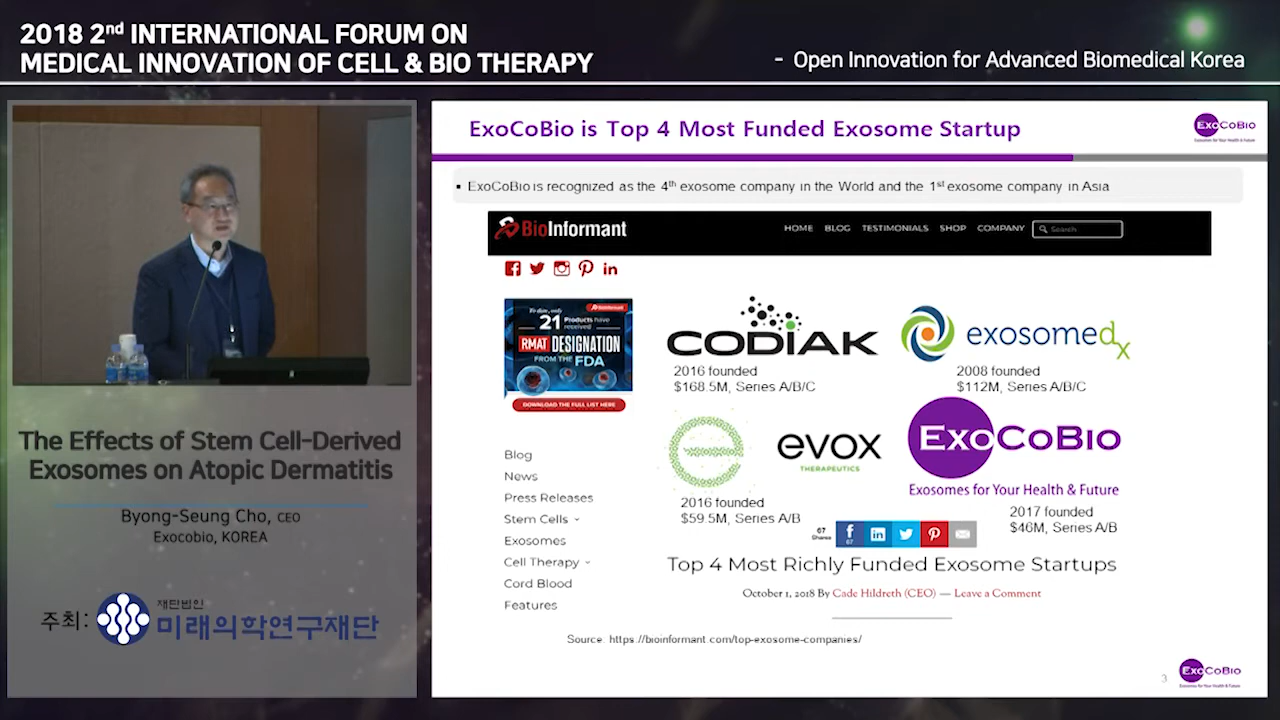 2018 2nd INTERNATIONAL FORUM ON
MEDICAL INNOVATION OF CELL & BIO THERAPY
- Open Innovation for Advanced Biomedical Korea
The Effects of Stem Cell-Derived
Exosomes on Atopic Dermatitis
Byong-Seung Cho, CEO
Exocobio, KOREA
주최:
재단법인
미래의학연구재단
ExoCoBio is Top 4 Most Funded Exosome Startup
ExoCoBio
Exosomes for Your Health & Future
▪ ExoCoBio is recognized as the 4th exosome company in the World and the 1st exosome company in Asia
BioInformant
HOME BLOG TESTIMONIALS SHOP COMPANY Search
To date, only
BioInformant
21 Products have
received
RMAT DESIGNATION
FROM THE FDA
DOWNLOAD THE FULL LIST HERE
Blog
News
Press Releases
Stem Cells
Exosomes
Cell Therapy
Cord Blood
Features
CODIAK
2016 founded
$168.5M, Series A/B/C
exosomedx
2008 founded
$112M, Series A/B/C
evox
THERAPEUTICS
2016 founded
$59.5M, Series A/B
ExoCoBio
Exosomes for Your Health & Future
2017 founded
$46M, Series A/B
67
Shares
67
Top 4 Most Richly Funded Exosome Startups
October 1, 2018 By Cade Hildreth (CEO) — Leave a Comment
Source: https://bioinformant.com/top-exosome-companies/
3
ExoCoBio
Exosomes for Your Health & Future